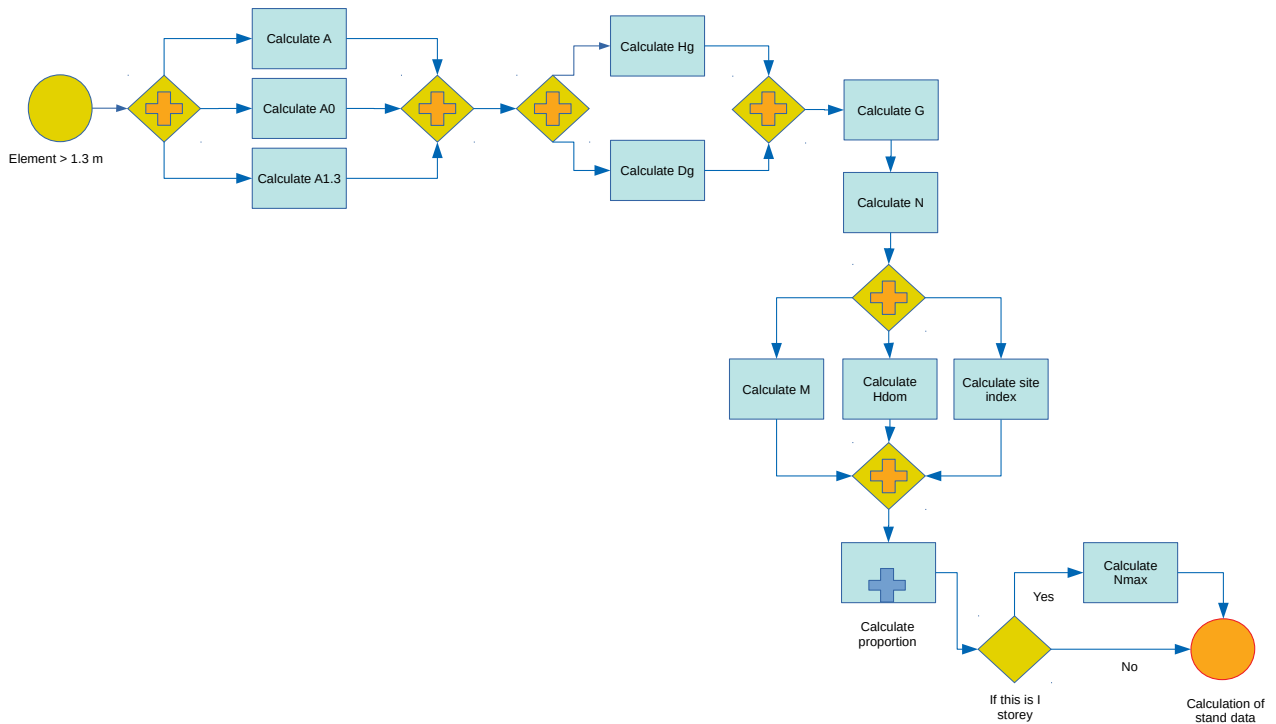 Element > 1.3 m
Calculate A
Calculate A0
Calculate A1.3
Calculate Hg
Calculate Dg
Calculate G
Calculate N
Calculate M
Calculate
Hdom
Calculate site
index
Calculate
proportion
If this is I
storey
Yes
No
Calculate
Nmax
Calculation of
stand data